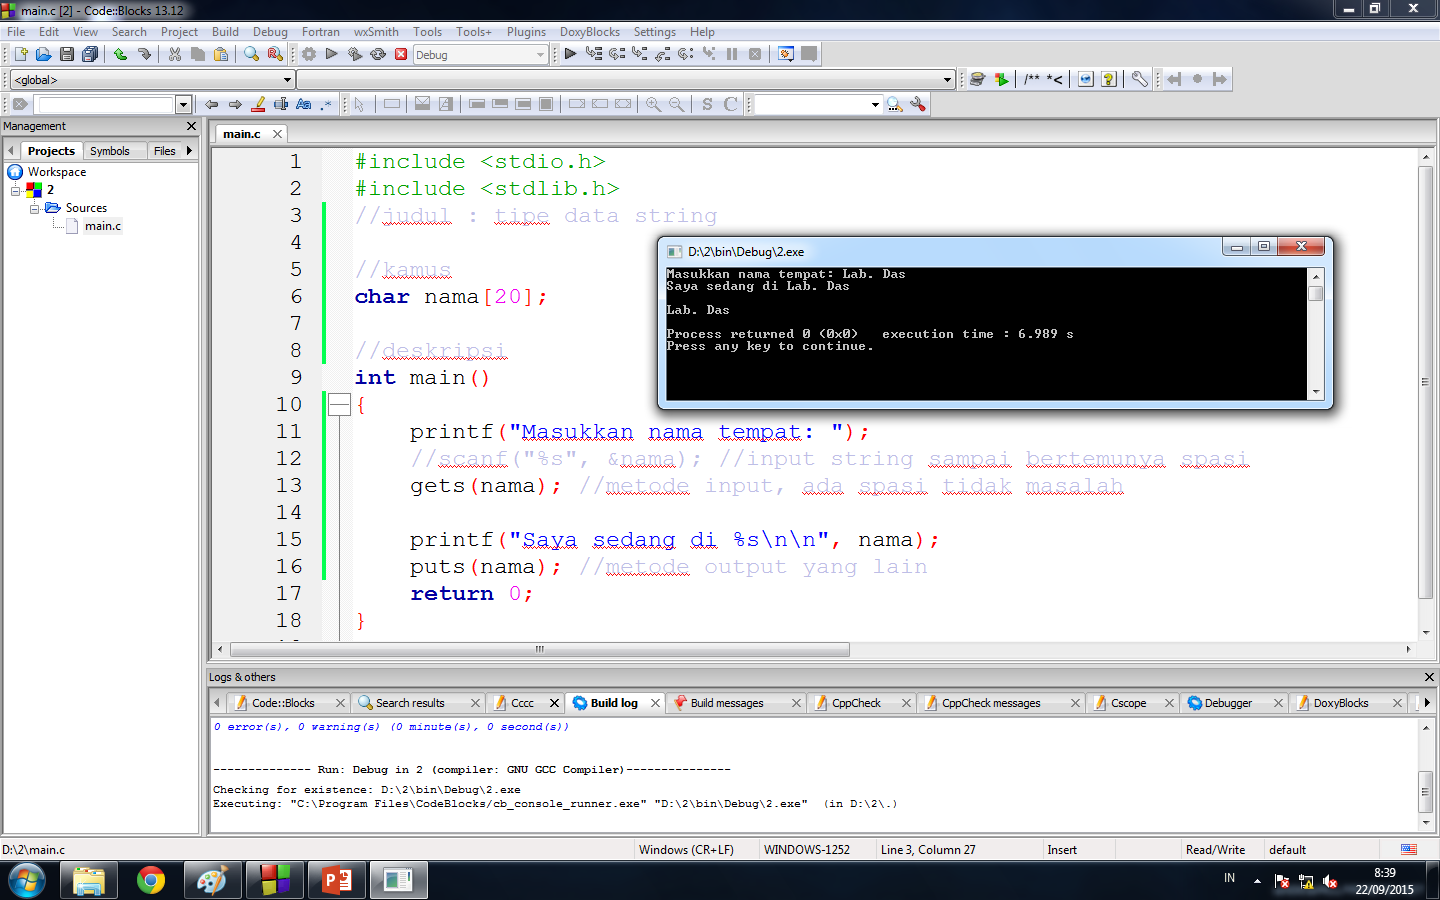 main.c [2] - Code::Blocks 13.12
File Edit View Search Project Build Debug Fortran wxSmith Tools Tools+ Plugins DoxyBlocks Settings Help
Debug
<global>
/** *<
Aa .*
S C
Management
Projects Symbols Files
Workspace
2
Sources
main.c
main.c
1 #include <stdio.h>
2 #include <stdlib.h>
3 //judul : tipe data string
4
5 //kamus
6 char nama[20];
7
8 //deskripsi
9 int main()
10 {
11 printf("Masukkan nama tempat: ");
12 //scanf("%s", &nama); //input string sampai bertemunya spasi
13 gets(nama); //metode input, ada spasi tidak masalah
14
15 printf("Saya sedang di %s\n\n", nama);
16 puts(nama); //metode output yang lain
17 return 0;
18 }
D:\2\bin\Debug\2.exe
Masukkan nama tempat: Lab. Das
Saya sedang di Lab. Das
Lab. Das
Process returned 0 (0x0) execution time : 6.989 s
Press any key to continue.
Logs & others
Code::Blocks Search results Cccc Build log Build messages CppCheck CppCheck messages Cscope Debugger DoxyBlocks
0 error(s), 0 warning(s) (0 minute(s), 0 second(s))
-------------- Run: Debug in 2 (compiler: GNU GCC Compiler)---------------
Checking for existence: D:\2\bin\Debug\2.exe
Executing: "C:\Program Files\CodeBlocks/cb_console_runner.exe" "D:\2\bin\Debug\2.exe" (in D:\2\.)
D:\2\main.c Windows (CR+LF) WINDOWS-1252 Line 3, Column 27 Insert Read/Write default
IN
8:39
22/09/2015